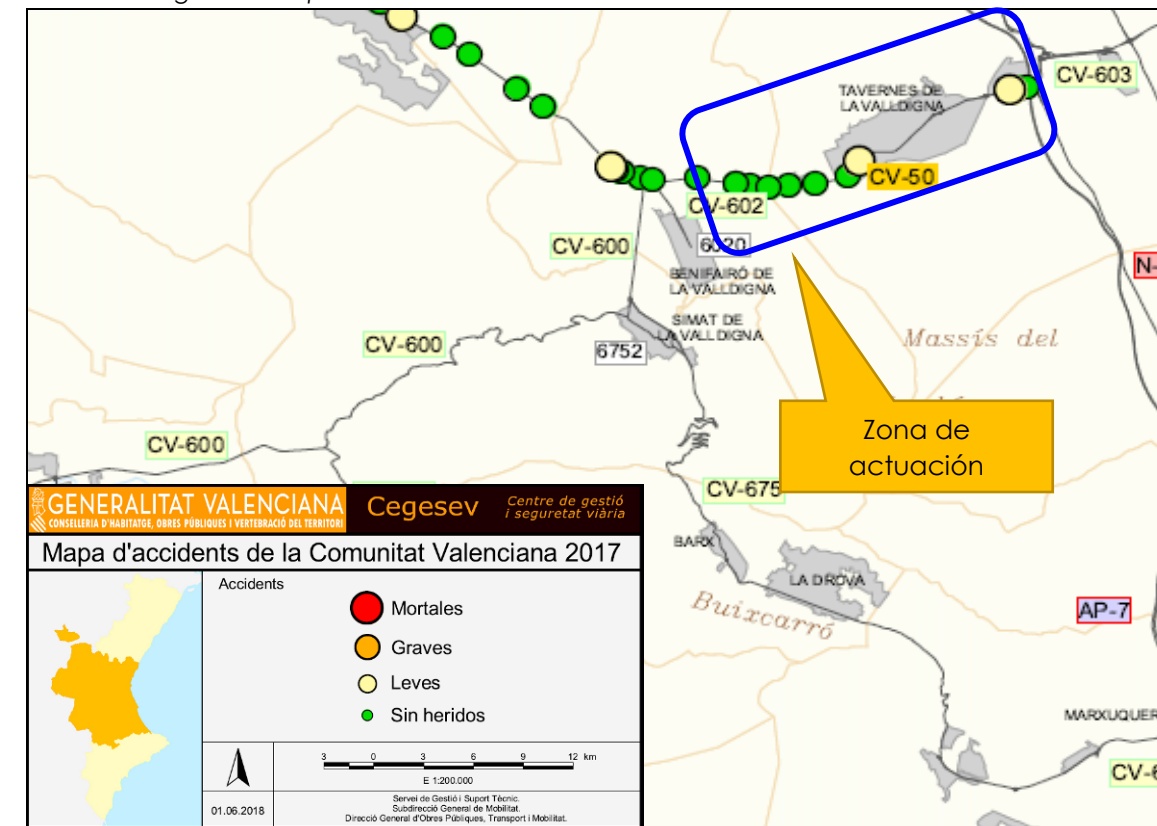 CV-603
TAVERNES DE
LA VALLDIGNA
CV-50
CV-602
CV-600
6020
BENIFAIRÓ DE
LA VALLDIGNA
N-
SIMAT DE
LA VALLDIGNA
CV-600
6752
Massís del
Zona de
actuación
CV-600
CV-675
GENERALITAT VALENCIANA
CONSELLERIA D'HABITATGE, OBRES PÚBLIQUES I VERTEBRACIÓ DEL TERRITORI
Cegesev
Centre de gestió
i seguretat viària
Mapa d'accidents de la Comunitat Valenciana 2017
BARX
LA DROVA
Buixcarró
AP-7
Accidents
Mortales
Graves
Leves
Sin heridos
MARXUQUER
CV-6
3 0 3 6 9 12 km
E 1:200.000
01.06.2018
Servei de Gestió i Suport Tècnic.
Subdirecció General de Mobilitat.
Direcció General d'Obres Públiques, Transport i Mobilitat.